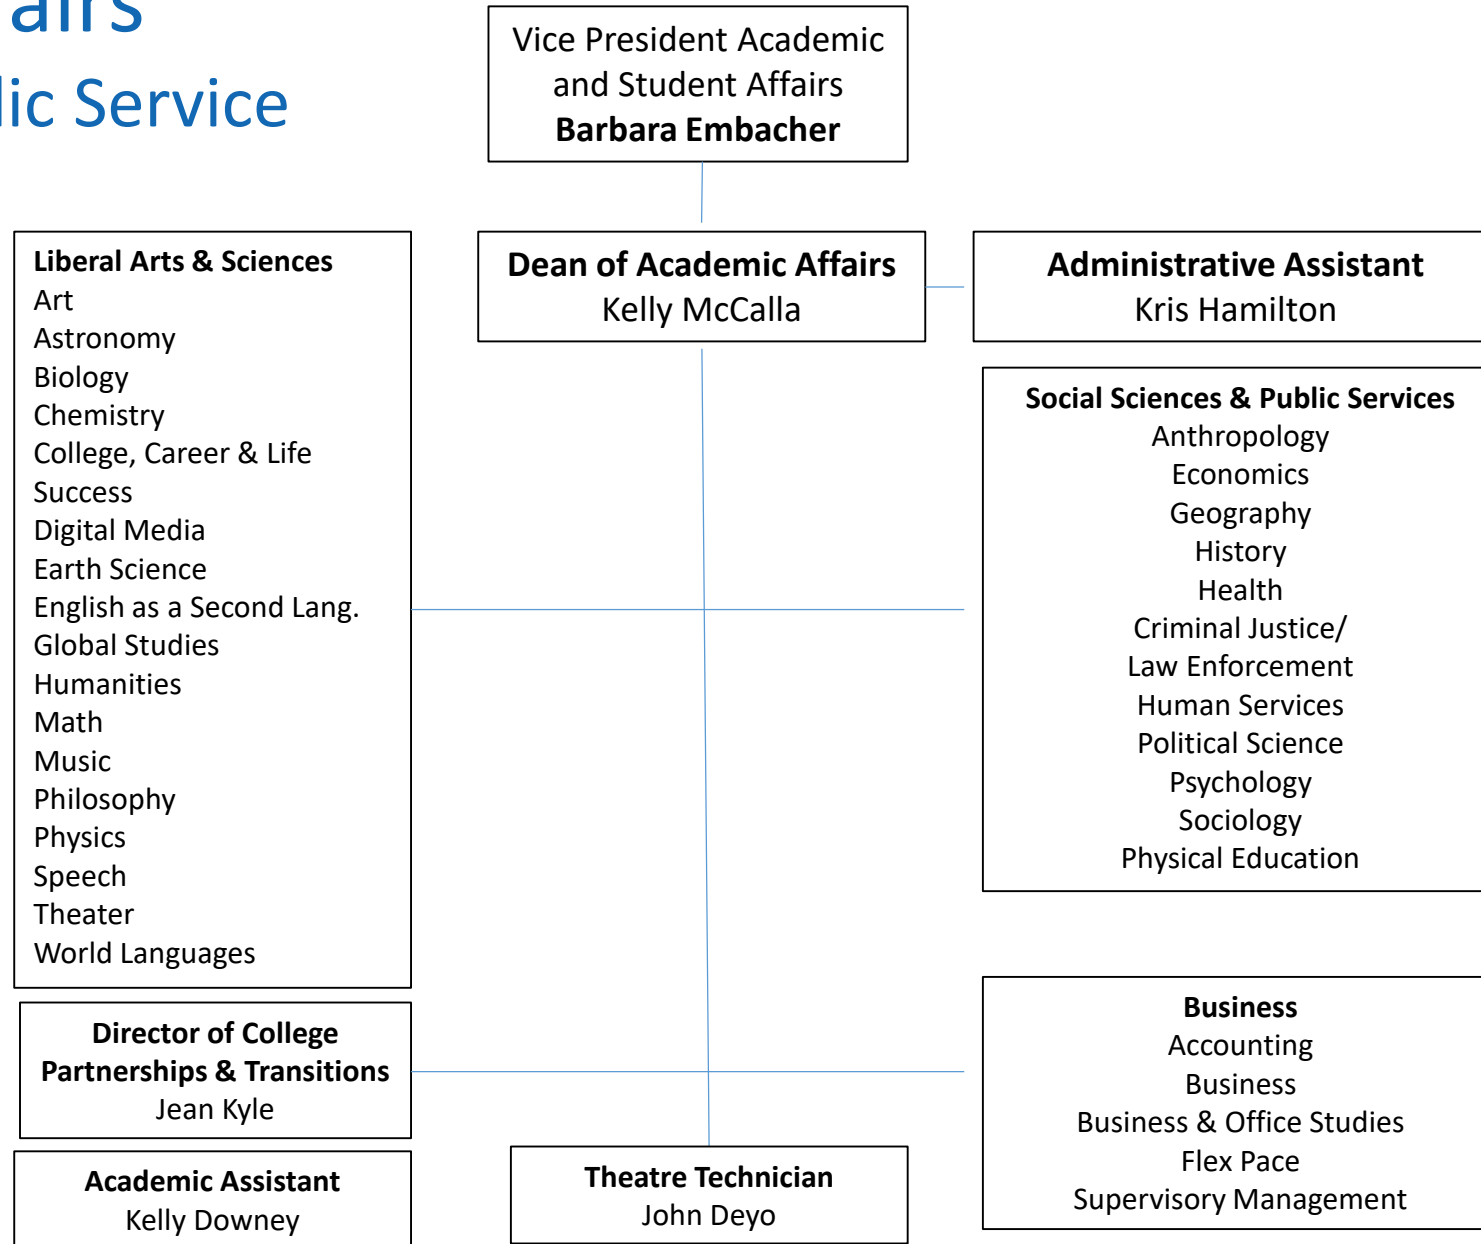 airs
lic Service
Vice President Academic
and Student Affairs
Barbara Embacher
Dean of Academic Affairs
Kelly McCalla
Administrative Assistant
Kris Hamilton
Liberal Arts & Sciences
Art
Astronomy
Biology
Chemistry
College, Career & Life
Success
Digital Media
Earth Science
English as a Second Lang.
Global Studies
Humanities
Math
Music
Philosophy
Physics
Speech
Theater
World Languages
Social Sciences & Public Services
Anthropology
Economics
Geography
History
Health
Criminal Justice/
Law Enforcement
Human Services
Political Science
Psychology
Sociology
Physical Education
Director of College
Partnerships & Transitions
Jean Kyle
Business
Accounting
Business
Business & Office Studies
Flex Pace
Supervisory Management
Academic Assistant
Kelly Downey
Theatre Technician
John Deyo